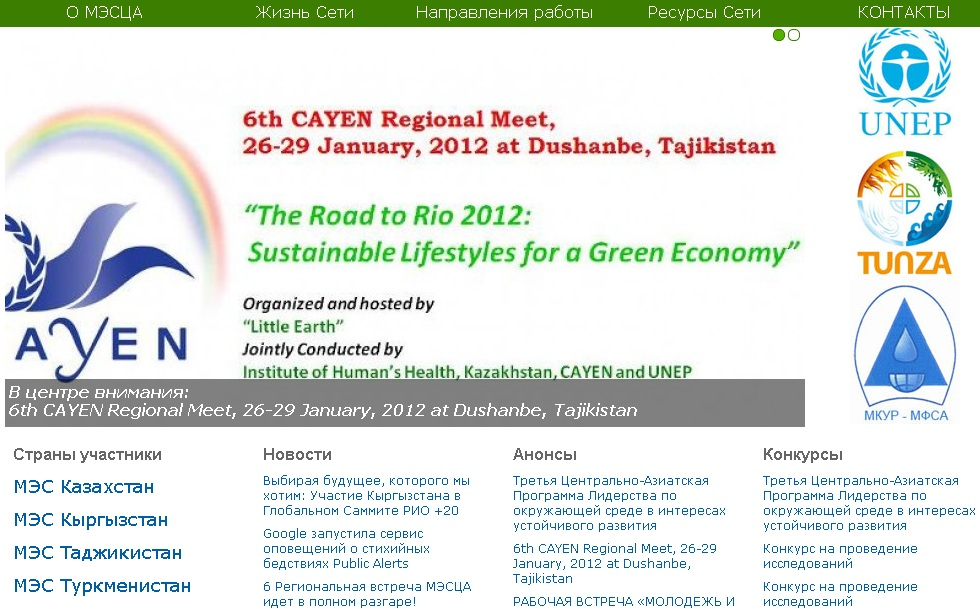 О МЭСЦА
Жизнь Сети
Направления работы
Ресурсы Сети
КОНТАКТЫ
6th CAYEN Regional Meet,
26-29 January, 2012 at Dushanbe, Tajikistan
“The Road to Rio 2012:
Sustainable Lifestyles for a Green Economy”
Organized and hosted by
“Little Earth”
Jointly Conducted by
Institute of Human’s Health, Kazakhstan, CAYEN and UNEP
AYEN
В центре внимания:
6th CAYEN Regional Meet, 26-29 January, 2012 at Dushanbe, Tajikistan
UNEP
TUNZA
МКУР - МФСА
Страны участники
МЭС Казахстан
МЭС Кыргызстан
МЭС Таджикистан
МЭС Туркменистан
Новости
Выбирая будущее, которого мы
хотим: Участие Кыргызстана в
Глобальном Саммите РИО +20
Google запустила сервис
оповещений о стихийных
бедствиях Public Alerts
6 Региональная встреча МЭСЦА
идет в полном разгаре!
Анонсы
Третья Центрально-Азиатская
Программа Лидерства по
окружающей среде в интересах
устойчивого развития
6th CAYEN Regional Meet, 26-29
January, 2012 at Dushanbe,
Tajikistan
РАБОЧАЯ ВСТРЕЧА «МОЛОДЕЖЬ И
Конкурсы
Третья Центрально-Азиатская
Программа Лидерства по
окружающей среде в интересах
устойчивого развития
Конкурс на проведение
исследований
Конкурс на проведение
исследований